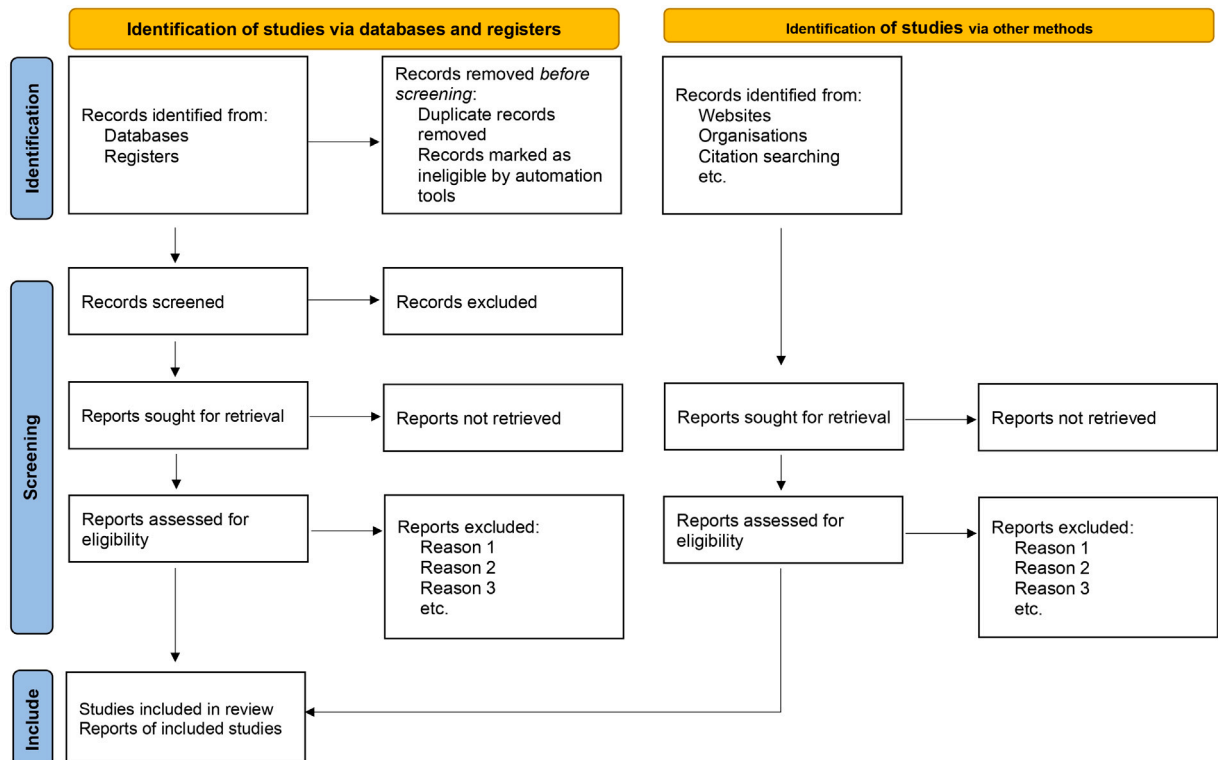 Identification of studies via databases and registers
Identification of studies via other methods
Identification
Records identified from:
Databases
Registers
Records removed before
screening:
Duplicate records
removed
Records marked as
ineligible by automation
tools
Records identified from:
Websites
Organisations
Citation searching
etc.
Screening
Records screened
Records excluded
Reports sought for retrieval
Reports not retrieved
Reports sought for retrieval
Reports not retrieved
Reports assessed for
eligibility
Reports excluded:
Reason 1
Reason 2
Reason 3
etc.
Reports assessed for
eligibility
Reports excluded:
Reason 1
Reason 2
Reason 3
etc.
Include
Studies included in review
Reports of included studies